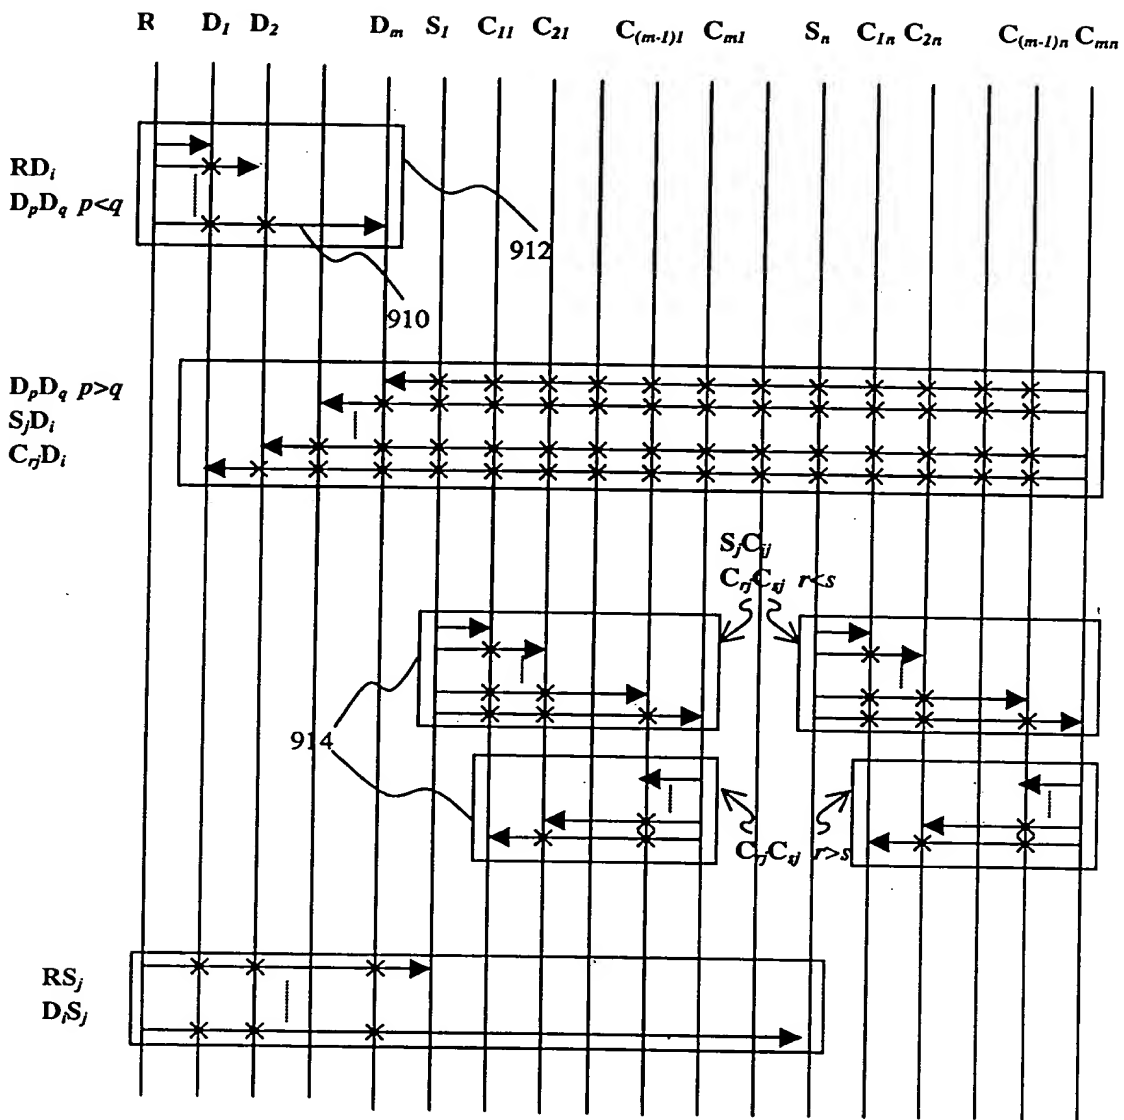 R D1 D2 Dm S1 C11 C21 C(m-1)1 Cm1 Sn C1n C2n C(m-1)n Cmn
RDi
DpDq p<q
912
910
DpDq p>q
SjDi
CrjDi
SjCij
CrjCsj r<s
914
CrjCsj r>s
RSj
DiSj